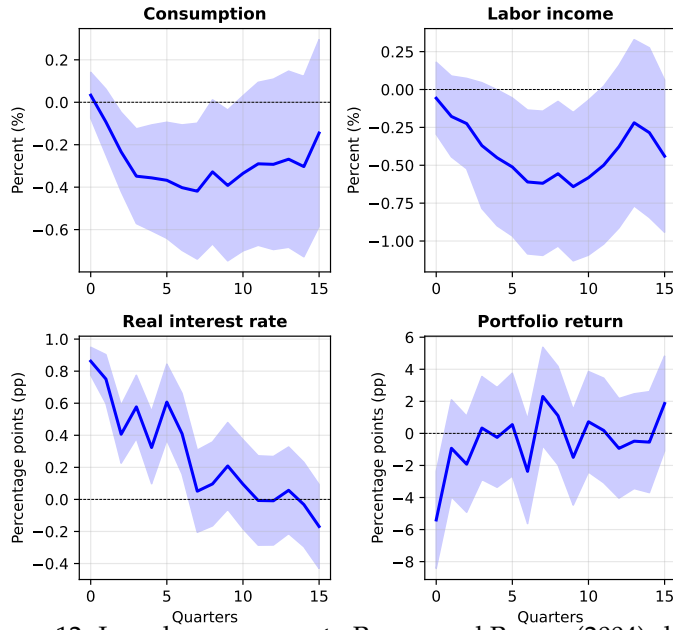 Consumption
Labor income
Percent (%)
0.2
0.0
−0.2
−0.4
−0.6
0 5 10 15
Percent (%)
0.25
0.00
−0.25
−0.50
−0.75
−1.00
0 5 10 15
Real interest rate
Portfolio return
Percentage points (pp)
1.0
0.8
0.6
0.4
0.2
0.0
−0.2
−0.4
0 5 10 15
Quarters
Percentage points (pp)
6
4
2
0
−2
−4
−6
−8
0 5 10 15
Quarters